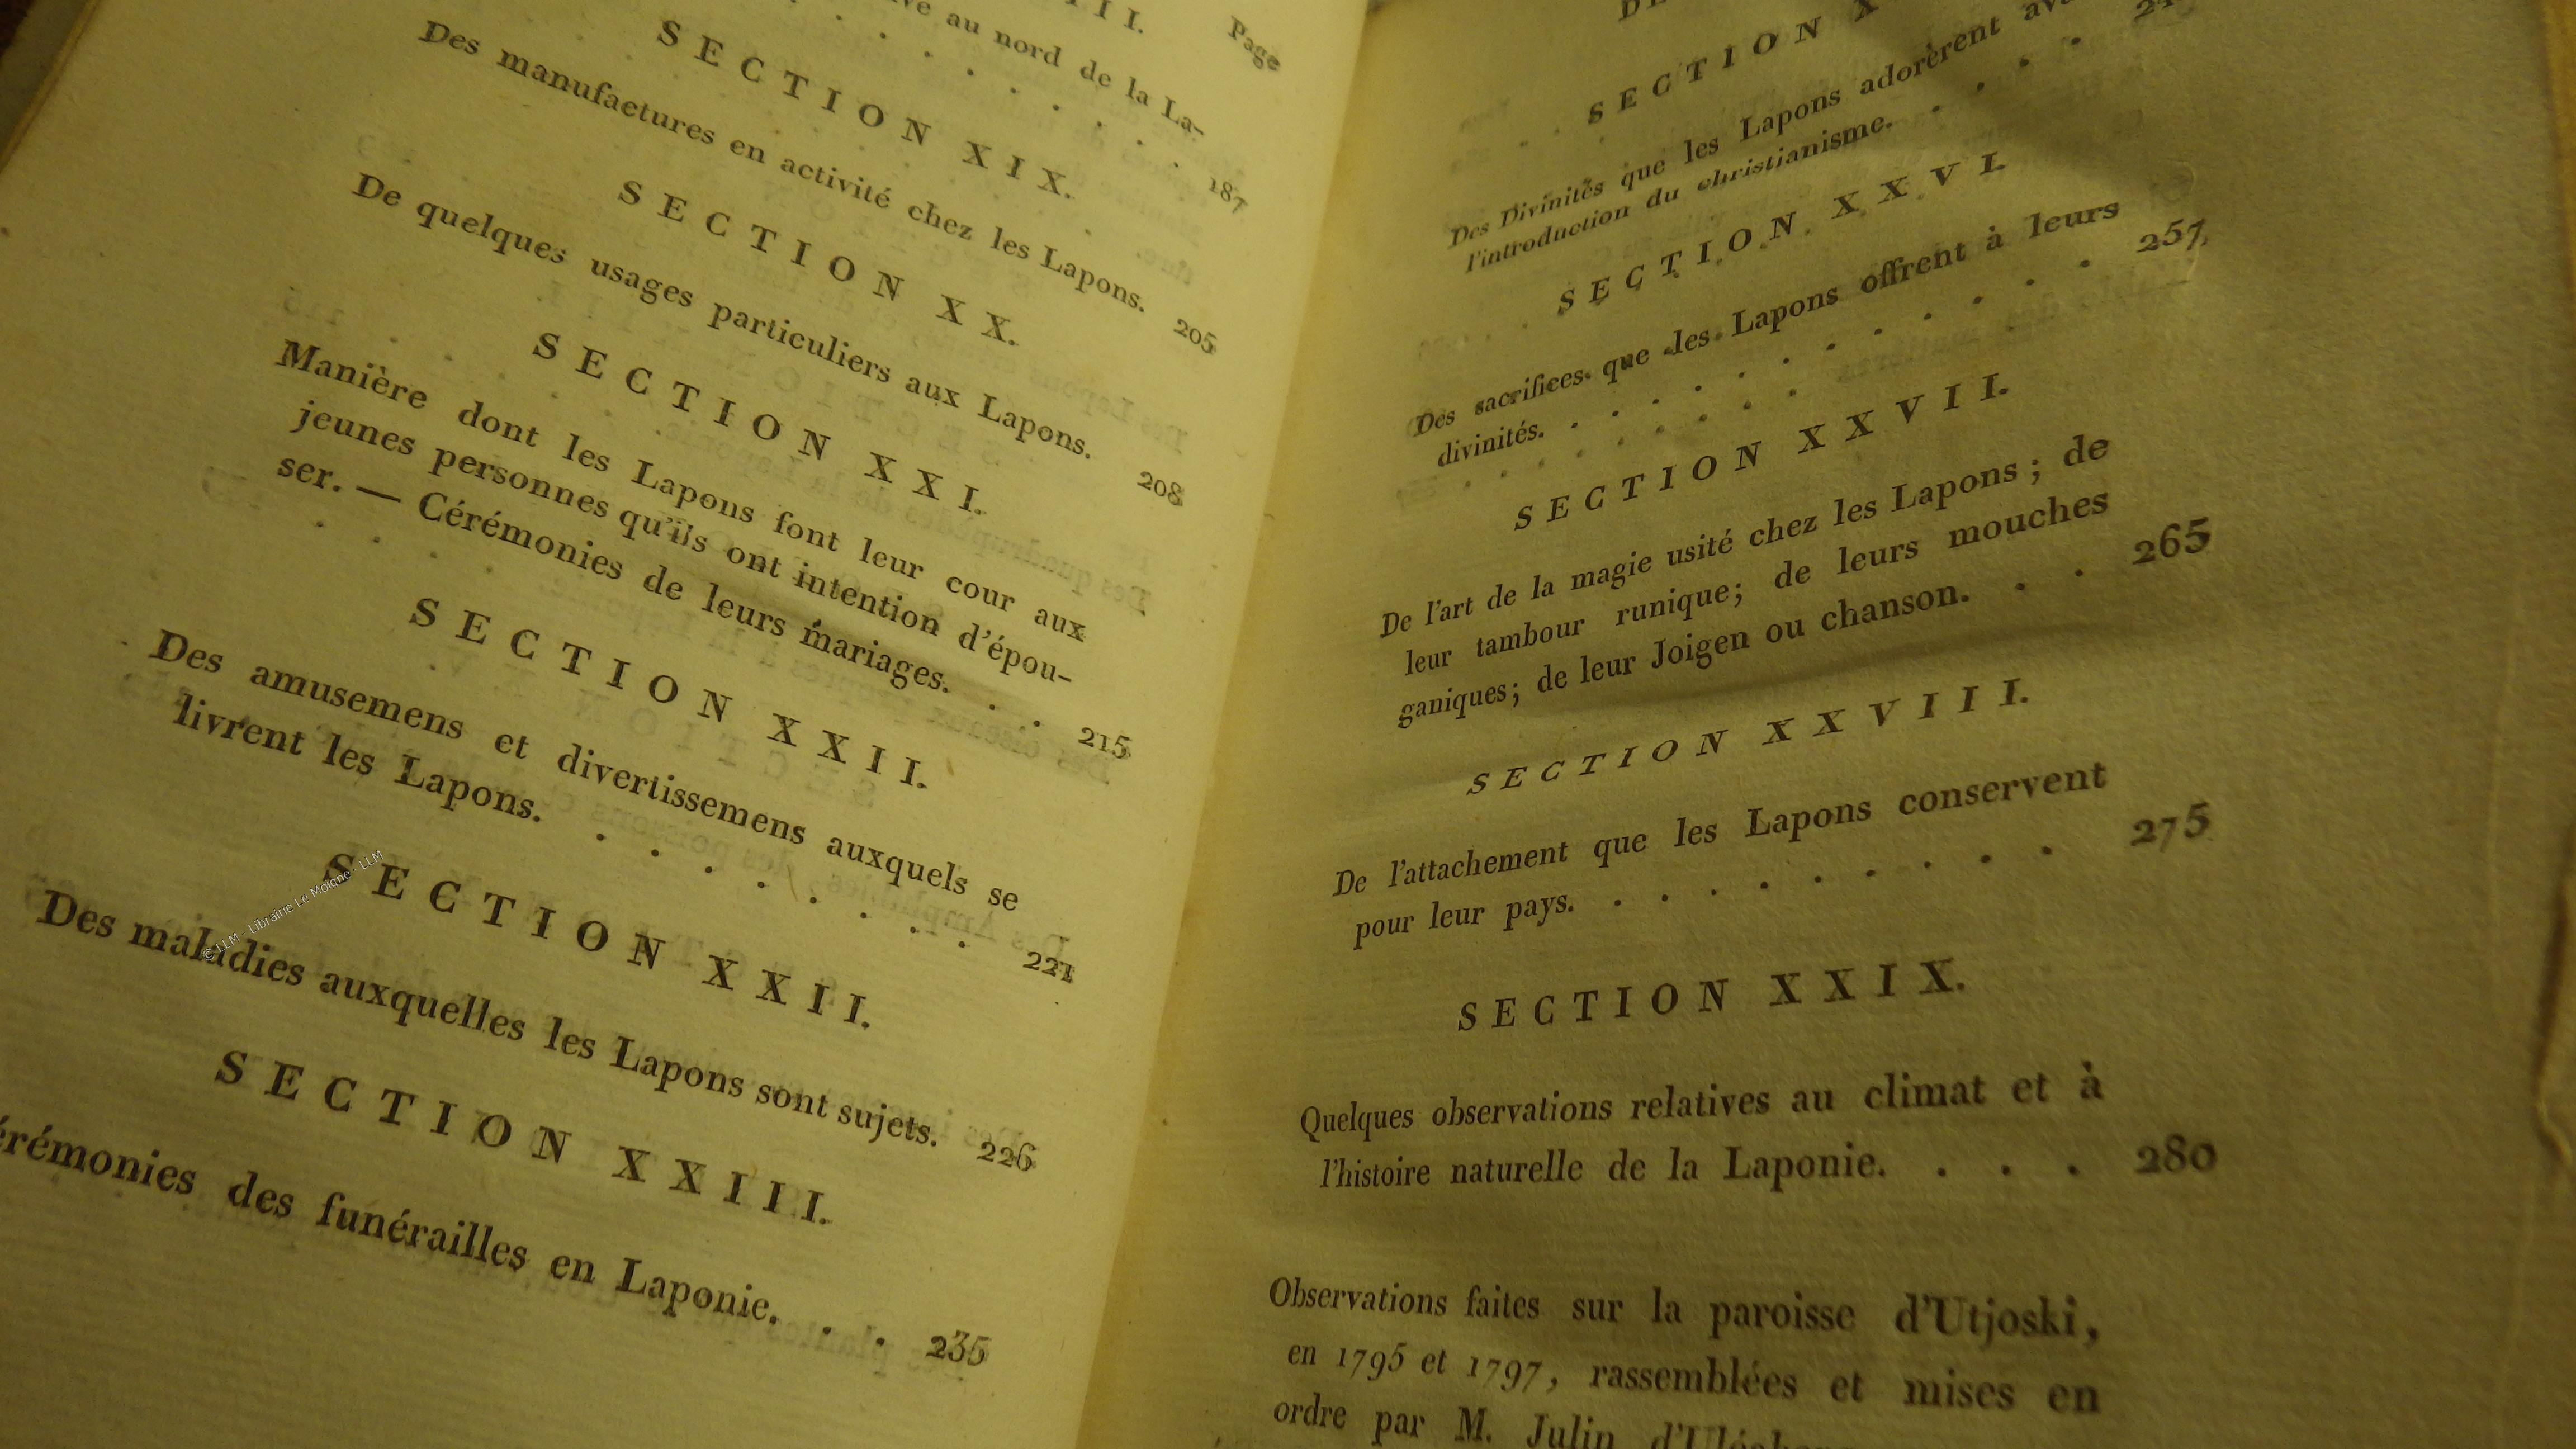 Page
au nord de la La-
187
SECTION XIX.
Des manufactures en activité chez les Lapons. 205
SECTION XX.
De quelques usages particuliers aux Lapons. 208
SECTION XXI.
Manière dont les Lapons font leur cour aux
jeunes personnes qu'ils ont intention d'épou-
ser. — Cérémonies de leurs mariages. . . 215
SECTION XXII.
Des amusemens et divertissemens auxquels se
livrent les Lapons. . . . . . . . 221
SECTION XXII.
Des maladies auxquelles les Lapons sont sujets. 226
SECTION XXIII.
érémonies des funérailles en Laponie. . . 235
© LLM - Librairie Le Moinne - LLM
SECTION
Des Divinités que les Lapons adorèrent
l'introduction du christianisme. . . . .
SECTION XXVI.
Des sacrifices que les Lapons offrent à leurs
divinités. . . . . . . . . . 257
SECTION XXVII.
De l'art de la magie usité chez les Lapons; de
leur tambour runique; de leurs mouches
ganiques; de leur Joigen ou chanson. . . 265
SECTION XXVIII.
De l'attachement que les Lapons conservent
pour leur pays. . . . . . . . 275
SECTION XXIX.
Quelques observations relatives au climat et à
l'histoire naturelle de la Laponie. . . . 280
Observations faites sur la paroisse d'Utjoski,
en 1795 et 1797, rassemblées et mises en
ordre par M. Julin